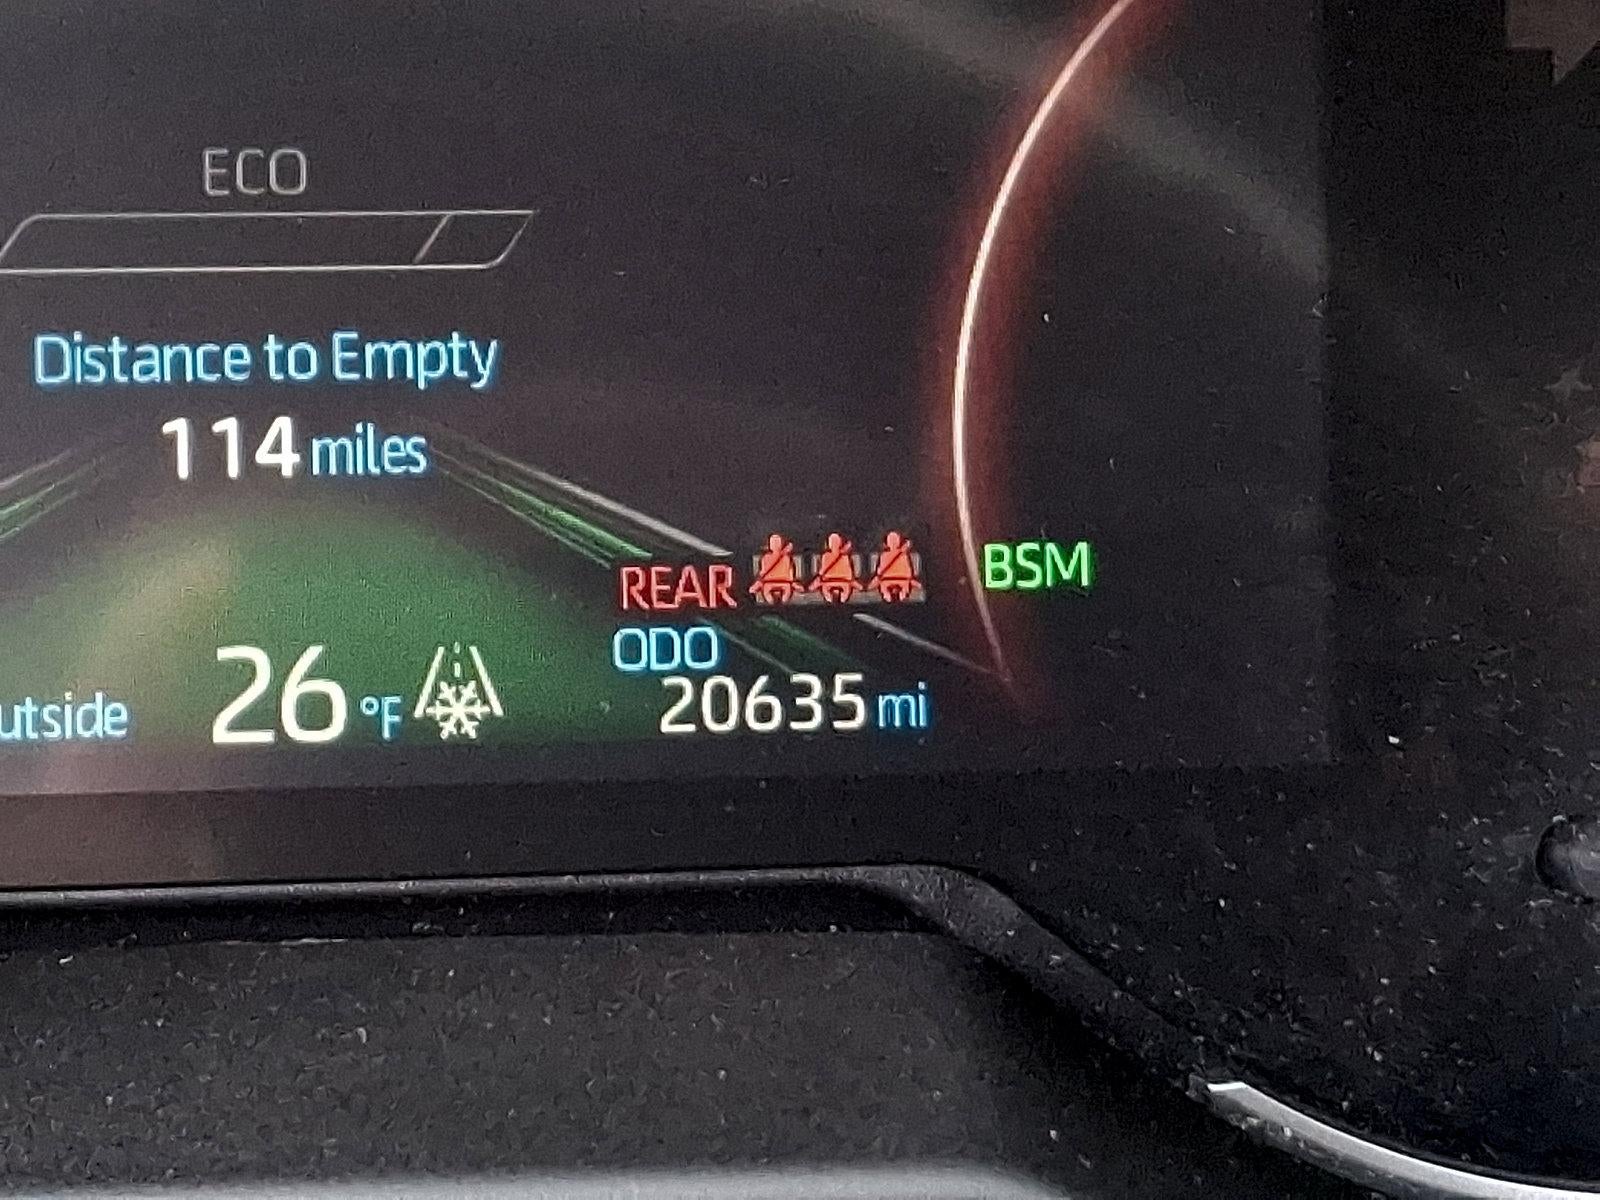 ECO
Distance to Empty
114 miles
REAR
BSM
ODO
20635 mi
utside 26 °F